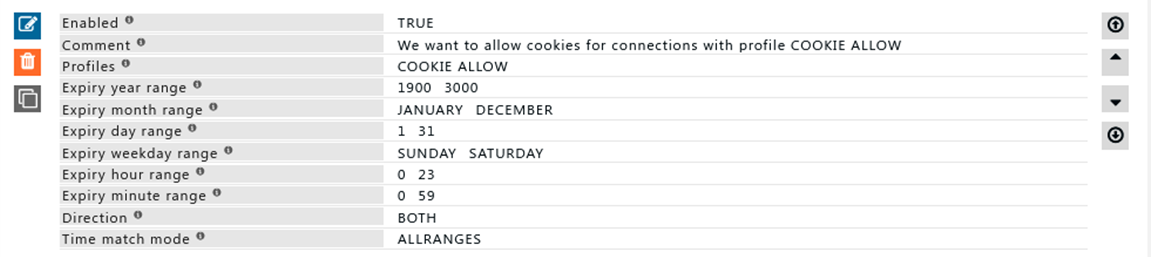 Enabled TRUE
Comment We want to allow cookies for connections with profile COOKIE ALLOW
Profiles COOKIE ALLOW
Expiry year range 1900 3000
Expiry month range JANUARY DECEMBER
Expiry day range 1 31
Expiry weekday range SUNDAY SATURDAY
Expiry hour range 0 23
Expiry minute range 0 59
Direction BOTH
Time match mode ALLRANGES